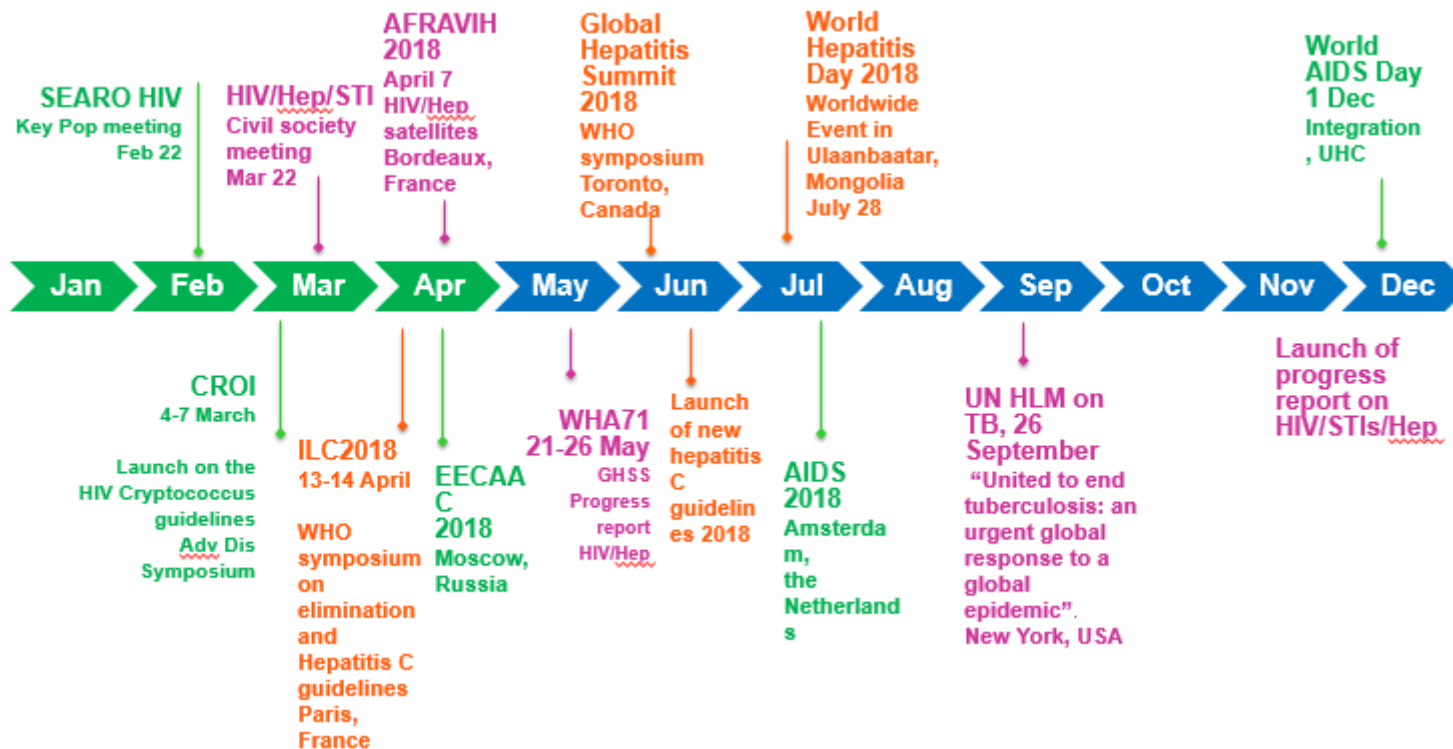 SEARO HIV
Key Pop meeting
Feb 22
HIV/Hep/STI
Civil society
meeting
Mar 22
AFRAVIH
2018
April 7
HIV/Hep
satellites
Bordeaux,
France
Global
Hepatitis
Summit
2018
WHO
symposium
Toronto,
Canada
World
Hepatitis
Day 2018
Worldwide
Event in
Ulaanbaatar,
Mongolia
July 28
World
AIDS Day
1 Dec
Integration
, UHC
Jan
Feb
Mar
Apr
May
Jun
Jul
Aug
Sep
Oct
Nov
Dec
CROI
4-7 March
Launch on the
HIV Cryptococcus
guidelines
Adv Dis
Symposium
ILC2018
13-14 April
WHO
symposium
on
elimination
and
Hepatitis C
guidelines
Paris,
France
EECAA
C
2018
Moscow,
Russia
WHA71
21-26 May
GHSS
Progress
report
HIV/Hep
Launch
of new
hepatitis
C
guidelin
es 2018
AIDS
2018
Amsterda
m,
the
Netherland
s
UN HLM on
TB, 26
September
“United to end
tuberculosis: an
urgent global
response to a
global
epidemic”.
New York, USA
Launch of
progress
report on
HIV/STIs/Hep